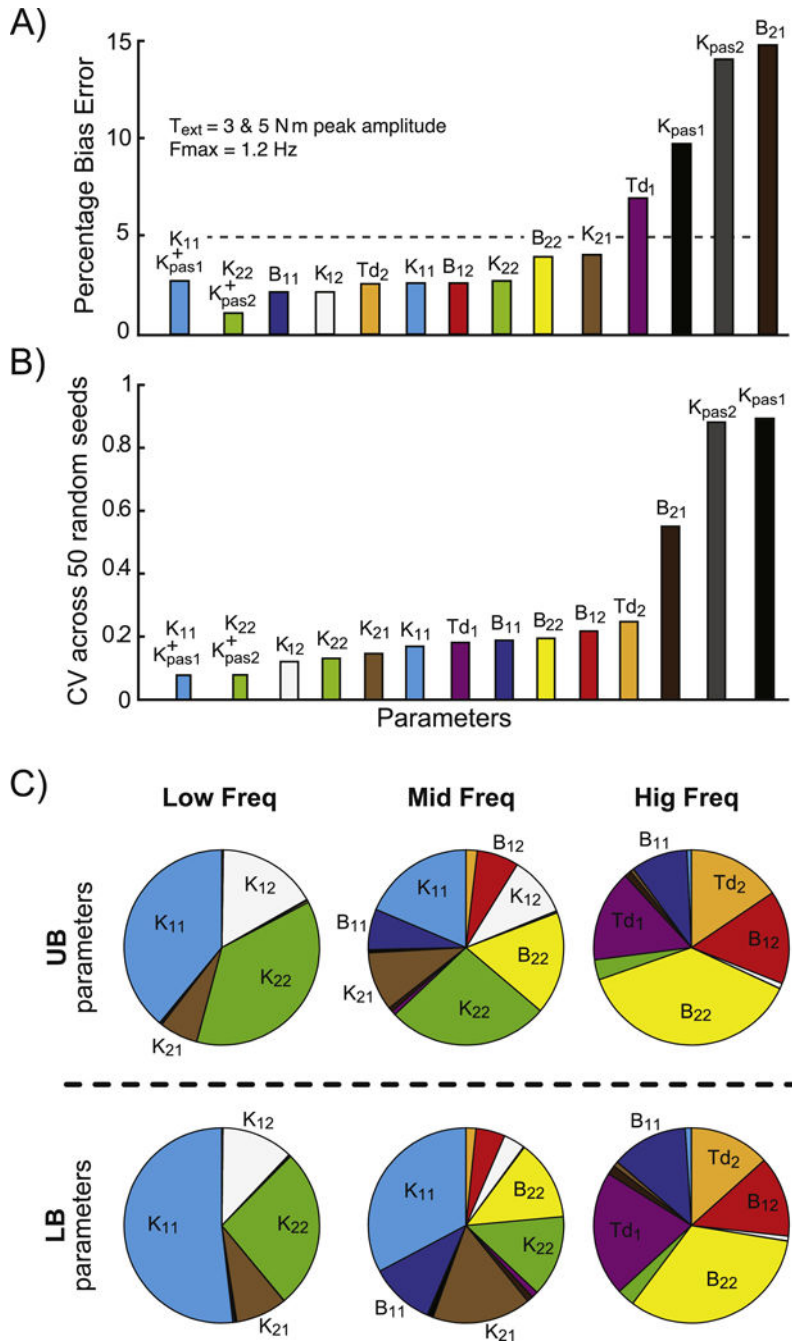 A)
Percentage Bias Error
15
10
5
0
T_ext = 3 & 5 N m peak amplitude
Fmax = 1.2 Hz
K11
+
Kpas1
K22
+
Kpas2
B11
K12
Td2
K11
B12
K22
B22
K21
Td1
Kpas1
Kpas2
B21
B)
CV across 50 random seeds
1
0.8
0.6
0.4
0.2
0
K11
+
Kpas1
K22
+
Kpas2
K12
K22
K21
K11
Td1
B11
B22
B12
Td2
B21
Kpas2
Kpas1
Parameters
C)
Low Freq
Mid Freq
Hig Freq
UB
parameters
K11
K12
K22
K21
K11
B12
K12
B22
K22
K21
B11
B11
Td2
B12
B22
Td1
LB
parameters
K12
K11
K22
K21
K11
B22
K22
K21
B11
B11
Td2
B12
B22
Td1